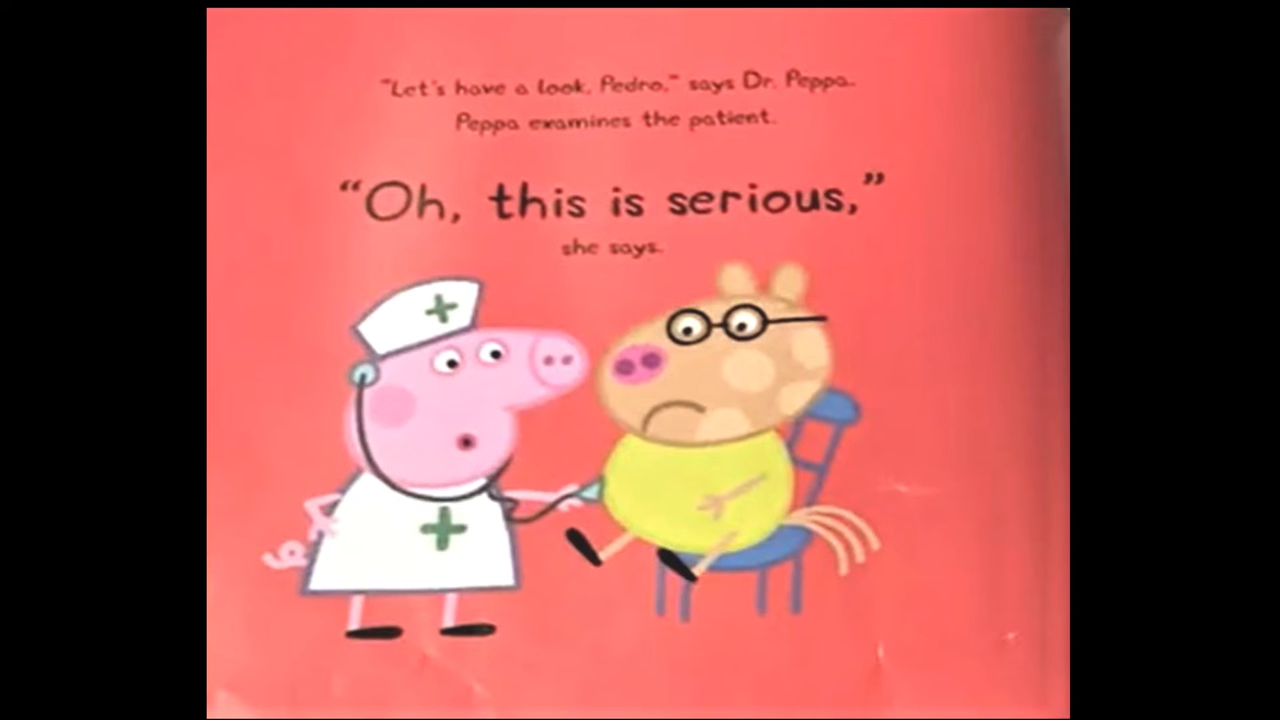 "Let's have a look, Pedro," says Dr. Peppa.
Peppa examines the patient.
"Oh, this is serious,"
she says.